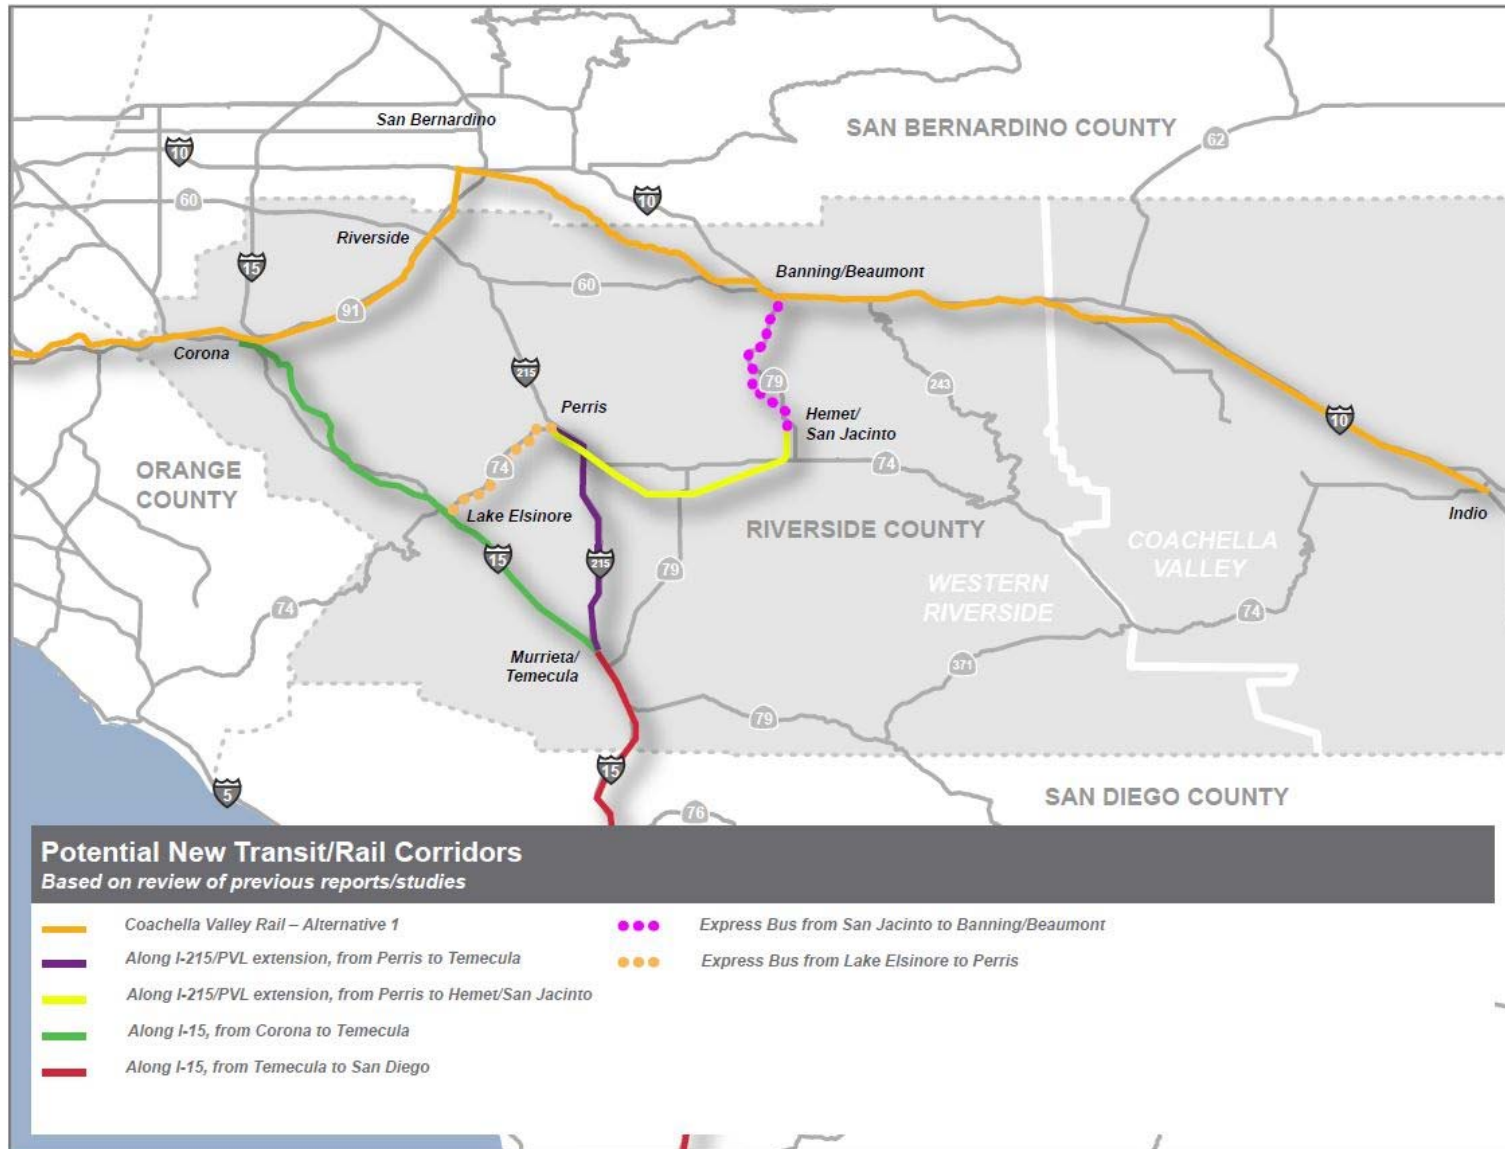 San Bernardino
SAN BERNARDINO COUNTY
62
10
10
60
Riverside
15
Banning/Beaumont
60
91
Corona
215
79
243
Perris
Hemet/
San Jacinto
10
ORANGE
COUNTY
74
74
Lake Elsinore
RIVERSIDE COUNTY
Indio
15
215
79
COACHELLA
VALLEY
WESTERN
RIVERSIDE
74
74
Murrieta/
Temecula
371
79
15
5
SAN DIEGO COUNTY
76
Potential New Transit/Rail Corridors
Based on review of previous reports/studies
Coachella Valley Rail – Alternative 1
Along I-215/PVL extension, from Perris to Temecula
Along I-215/PVL extension, from Perris to Hemet/San Jacinto
Along I-15, from Corona to Temecula
Along I-15, from Temecula to San Diego
Express Bus from San Jacinto to Banning/Beaumont
Express Bus from Lake Elsinore to Perris